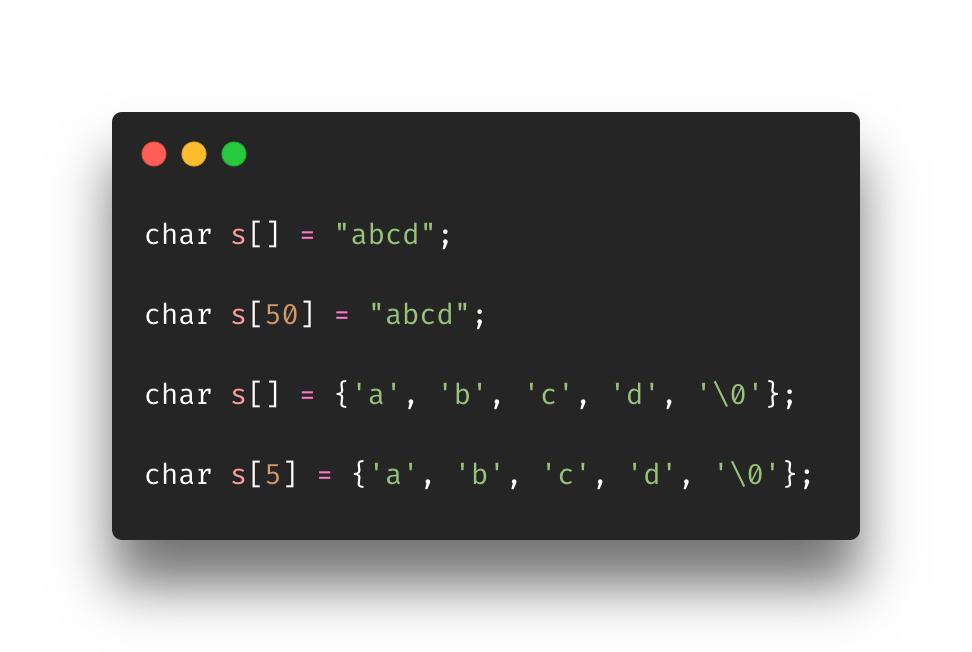 char s[] = "abcd";
char s[50] = "abcd";
char s[] = {'a', 'b', 'c', 'd', '\0'};
char s[5] = {'a', 'b', 'c', 'd', '\0'};